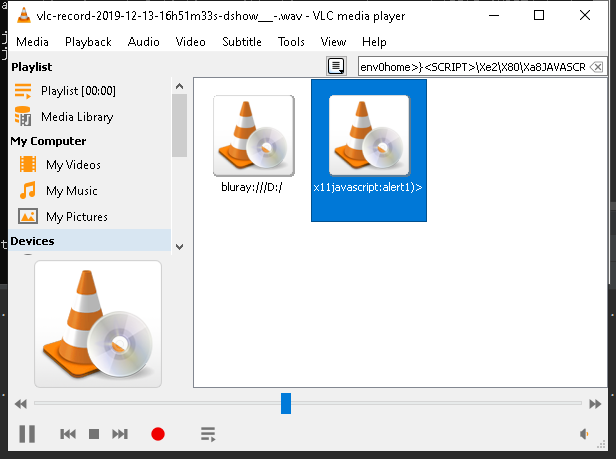 vlc-record-2019-12-13-16h51m33s-dshow___-.wav - VLC media player
Media Playback Audio Video Subtitle Tools View Help
Playlist
env0home>}<SCRIPT>\Xe2\X80\Xa8JAVASCR
Playlist [00:00]
Media Library
My Computer
My Videos
My Music
My Pictures
Devices
bluray:///D:/
x11javascript:alert1)>